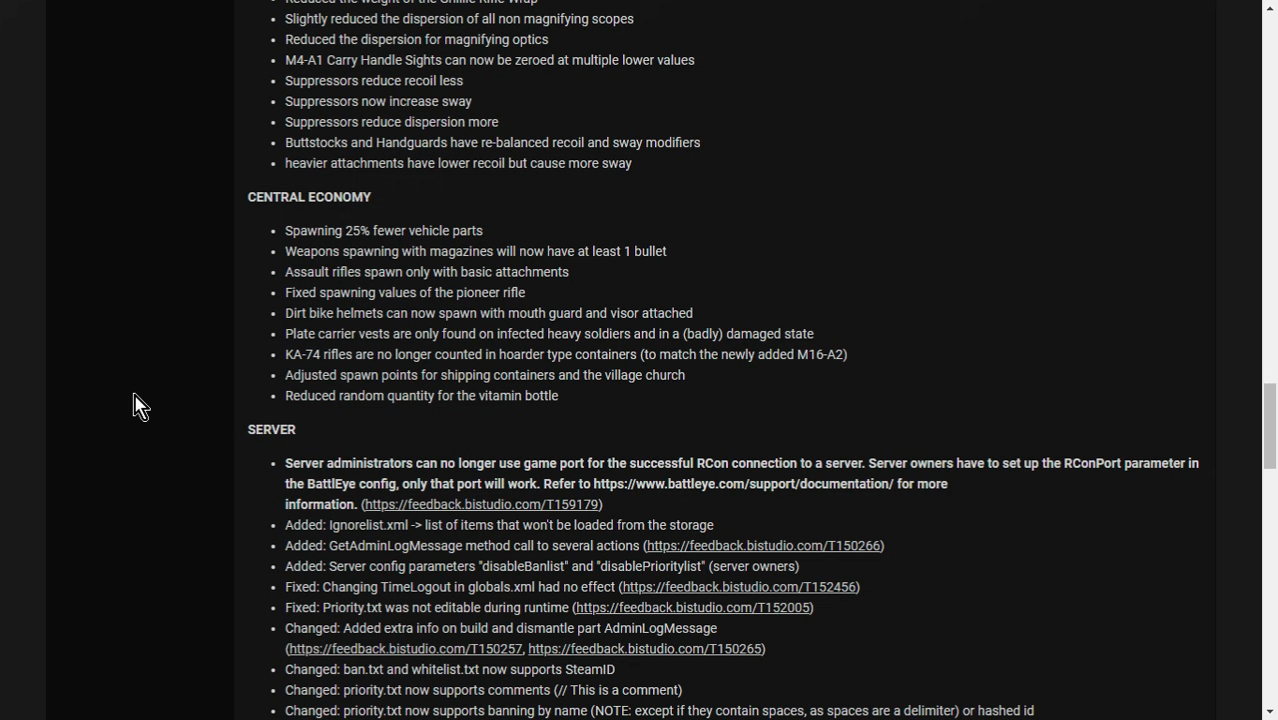 Reduced the weight of the Ghillie Rifle Wrap
Slightly reduced the dispersion of all non magnifying scopes
Reduced the dispersion for magnifying optics
M4-A1 Carry Handle Sights can now be zeroed at multiple lower values
Suppressors reduce recoil less
Suppressors now increase sway
Suppressors reduce dispersion more
Buttstocks and Handguards have re-balanced recoil and sway modifiers
heavier attachments have lower recoil but cause more sway
CENTRAL ECONOMY
Spawning 25% fewer vehicle parts
Weapons spawning with magazines will now have at least 1 bullet
Assault rifles spawn only with basic attachments
Fixed spawning values of the pioneer rifle
Dirt bike helmets can now spawn with mouth guard and visor attached
Plate carrier vests are only found on infected heavy soldiers and in a (badly) damaged state
KA-74 rifles are no longer counted in hoarder type containers (to match the newly added M16-A2)
Adjusted spawn points for shipping containers and the village church
Reduced random quantity for the vitamin bottle
SERVER
Server administrators can no longer use game port for the successful RCon connection to a server. Server owners have to set up the RConPort parameter in
the BattlEye config, only that port will work. Refer to https://www.battleye.com/support/documentation/ for more
information. (https://feedback.bistudio.com/T159179)
Added: Ignorelist.xml -> list of items that won't be loaded from the storage
Added: GetAdminLogMessage method call to several actions (https://feedback.bistudio.com/T150266)
Added: Server config parameters "disableBanlist" and "disablePrioritylist" (server owners)
Fixed: Changing TimeLogout in globals.xml had no effect (https://feedback.bistudio.com/T152456)
Fixed: Priority.txt was not editable during runtime (https://feedback.bistudio.com/T152005)
Changed: Added extra info on build and dismantle part AdminLogMessage
(https://feedback.bistudio.com/T150257, https://feedback.bistudio.com/T150265)
Changed: ban.txt and whitelist.txt now supports SteamID
Changed: priority.txt now supports comments (// This is a comment)
Changed: priority.txt now supports banning by name (NOTE: except if they contain spaces, as spaces are a delimiter) or hashed id